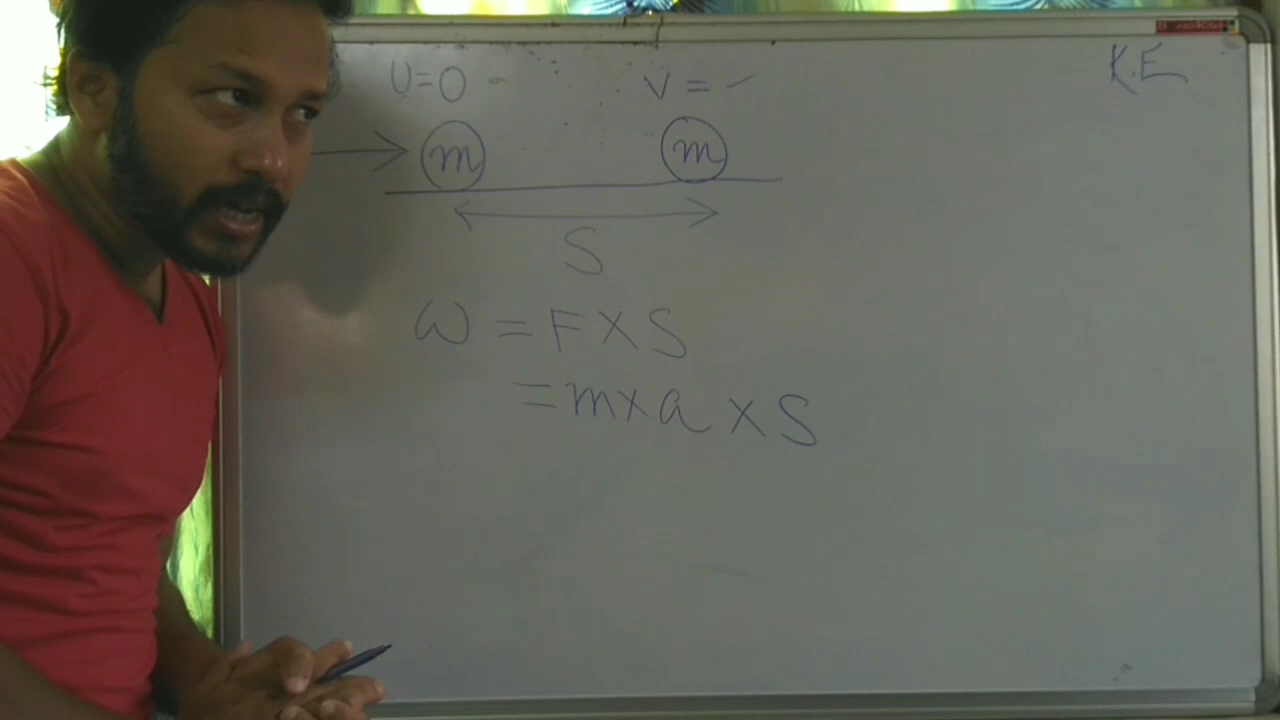 U=0 V = K.E
m m
S
W = F×S
= m×a×S